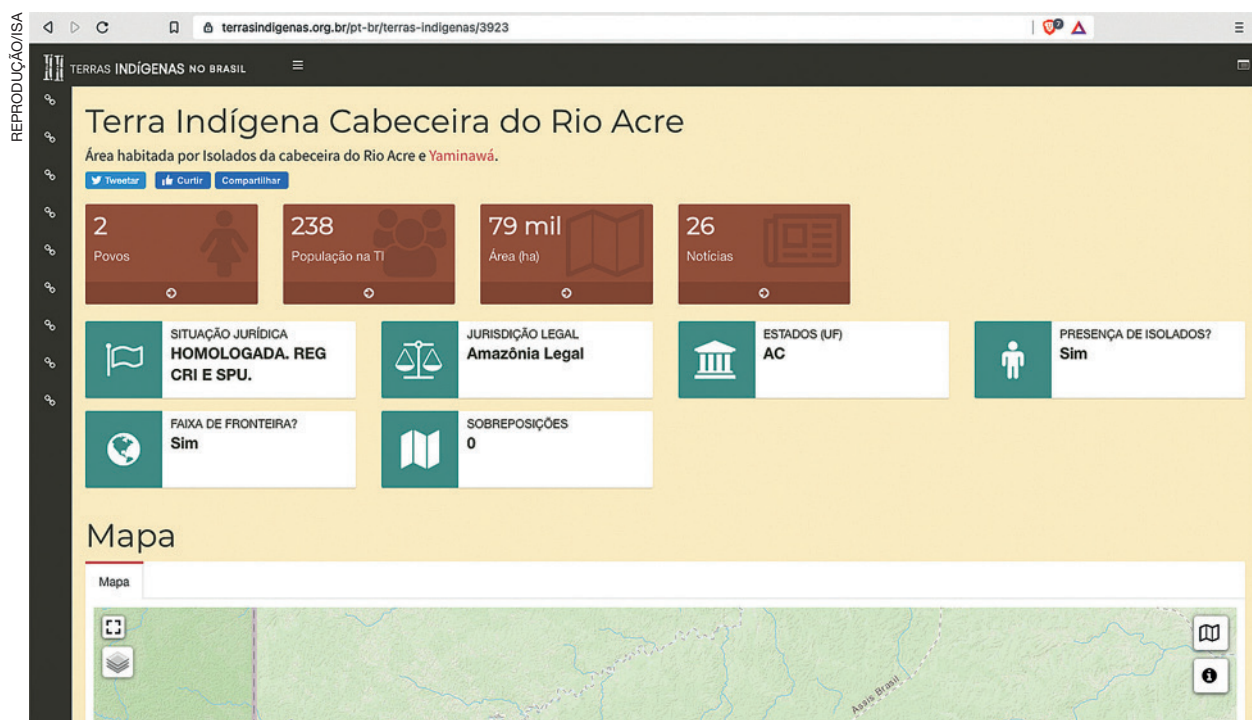 REPRODUÇÃO/ISA
terrasindigenas.org.br/pt-br/terras-indigenas/3923
7
TERRAS INDÍGENAS NO BRASIL
Terra Indígena Cabeceira do Rio Acre
Área habitada por Isolados da cabeceira do Rio Acre e Yaminawá.
Tweetar Curtir Compartilhar
2
Povos
238
População na TI
79 mil
Área (ha)
26
Notícias
SITUAÇÃO JURÍDICA
HOMOLOGADA. REG
CRI E SPU.
JURISDIÇÃO LEGAL
Amazônia Legal
ESTADOS (UF)
AC
PRESENÇA DE ISOLADOS?
Sim
FAIXA DE FRONTEIRA?
Sim
SOBREPOSIÇÕES
0
Mapa
Mapa
Assis Brasil